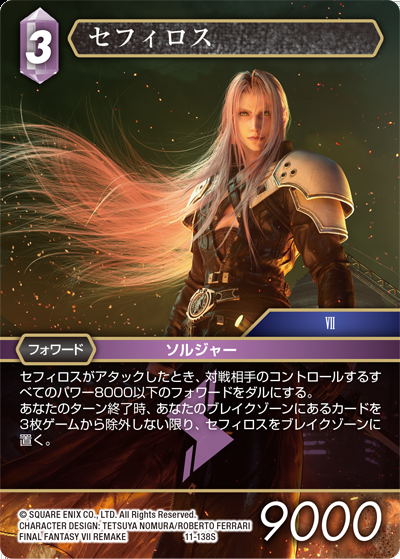 3
セフィロス
VII
フォワード
ソルジャー
セフィロスがアタックしたとき、対戦相手のコントロールするす
べてのパワー8000以下のフォワードをダルにする。
あなたのターン終了時、あなたのブレイクゾーンにあるカードを
3枚ゲームから除外しない限り、セフィロスをブレイクゾーンに
置く。
© SQUARE ENIX CO., LTD. All Rights Reserved.
CHARACTER DESIGN: TETSUYA NOMURA/ROBERTO FERRARI
FINAL FANTASY VII REMAKE
11-138S
9000